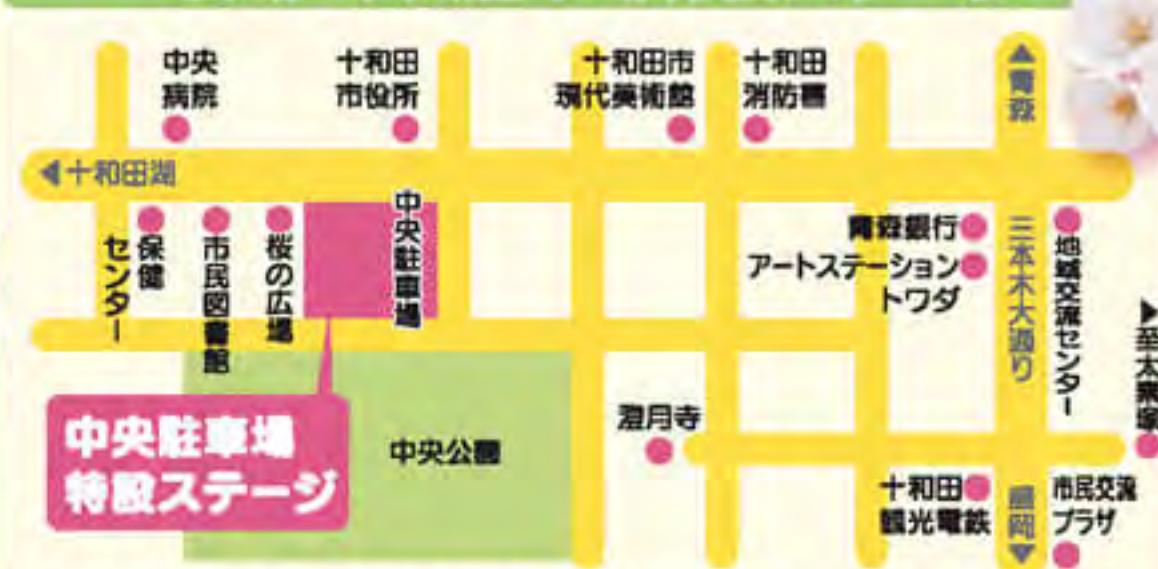 中央
病院
十和田
市役所
十和田市
現代美術館
十和田
消防署
▲青森
◀十和田湖
保健
センター
市民図書館
桜の広場
中央駐車場
青森銀行
アートステーション
トワダ
三本木大通り
地域交流センター
▶至太素塚
中央駐車場
特設ステージ
中央公園
澄月寺
十和田
観光電鉄
盛岡▼
市民交流
プラザ